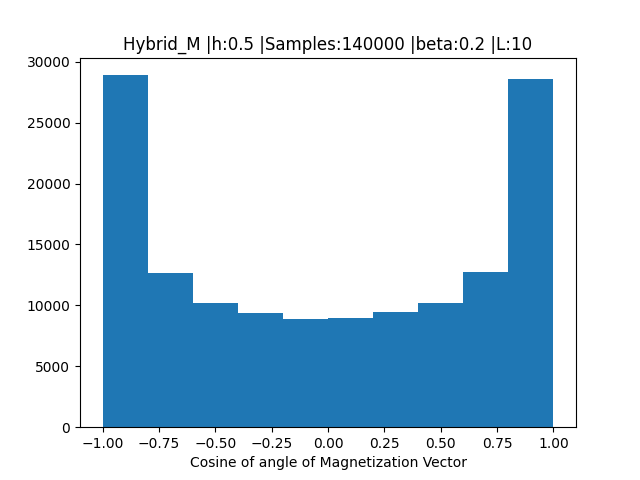 Hybrid_M |h:0.5 |Samples:140000 |beta:0.2 |L:10
30000
25000
20000
15000
10000
5000
0
−1.00 −0.75 −0.50 −0.25 0.00 0.25 0.50 0.75 1.00
Cosine of angle of Magnetization Vector